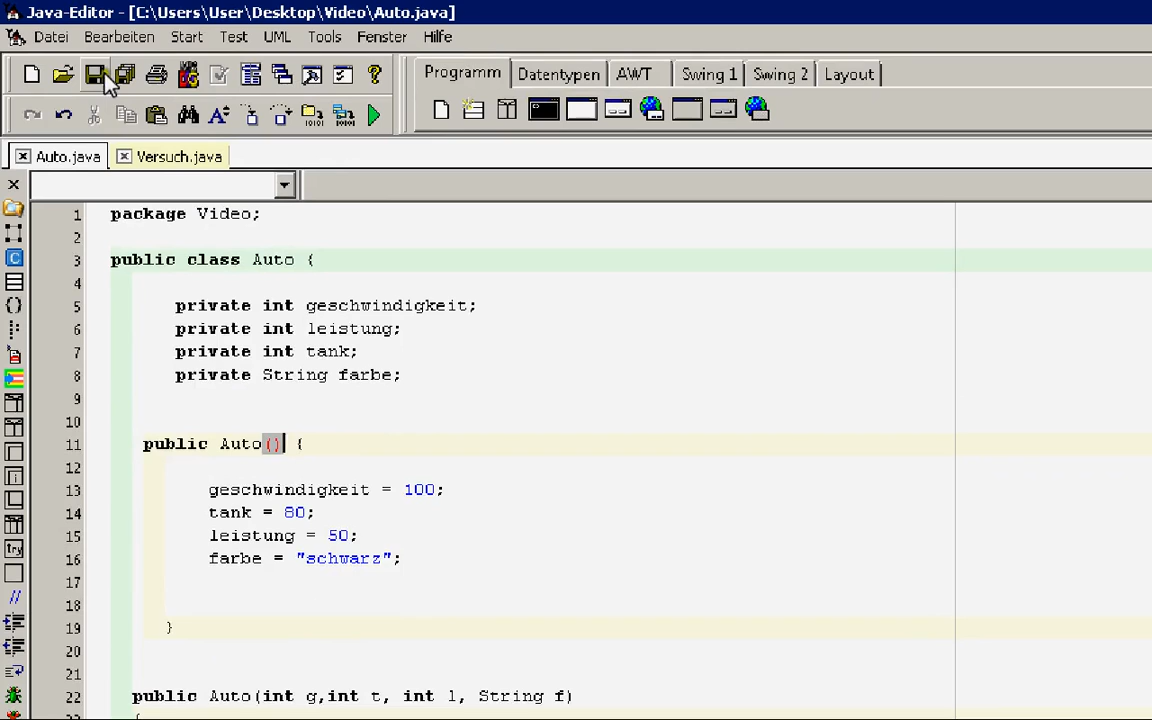 Java-Editor - [C:\Users\User\Desktop\Video\Auto.java]
Datei Bearbeiten Start Test UML Tools Fenster Hilfe
Programm Datentypen AWT Swing 1 Swing 2 Layout
Auto.java Versuch.java
1 package Video;
2
3 public class Auto {
4
5 private int geschwindigkeit;
6 private int leistung;
7 private int tank;
8 private String farbe;
9
10
11 public Auto() {
12
13 geschwindigkeit = 100;
14 tank = 80;
15 leistung = 50;
16 farbe = "schwarz";
17
18
19 }
20
21
22 public Auto(int g,int t, int l, String f)